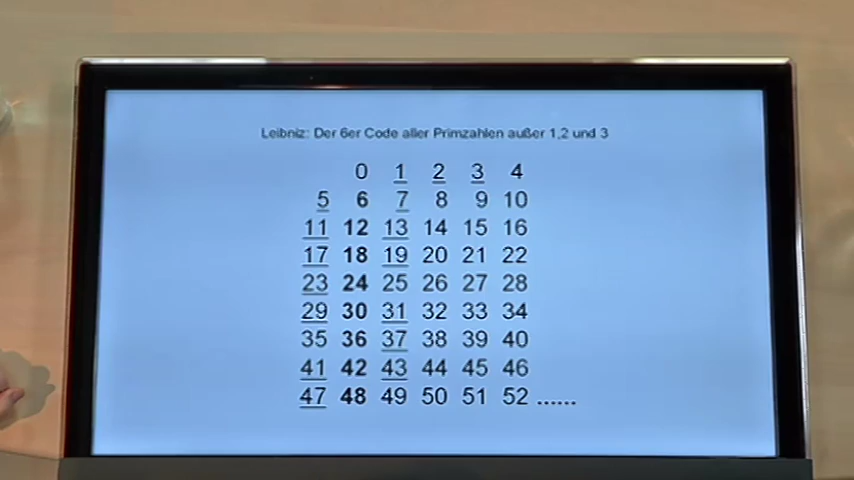 Leibniz: Der 6er Code aller Primzahlen außer 1,2 und 3
0 1 2 3 4
5 6 7 8 9 10
11 12 13 14 15 16
17 18 19 20 21 22
23 24 25 26 27 28
29 30 31 32 33 34
35 36 37 38 39 40
41 42 43 44 45 46
47 48 49 50 51 52 ......